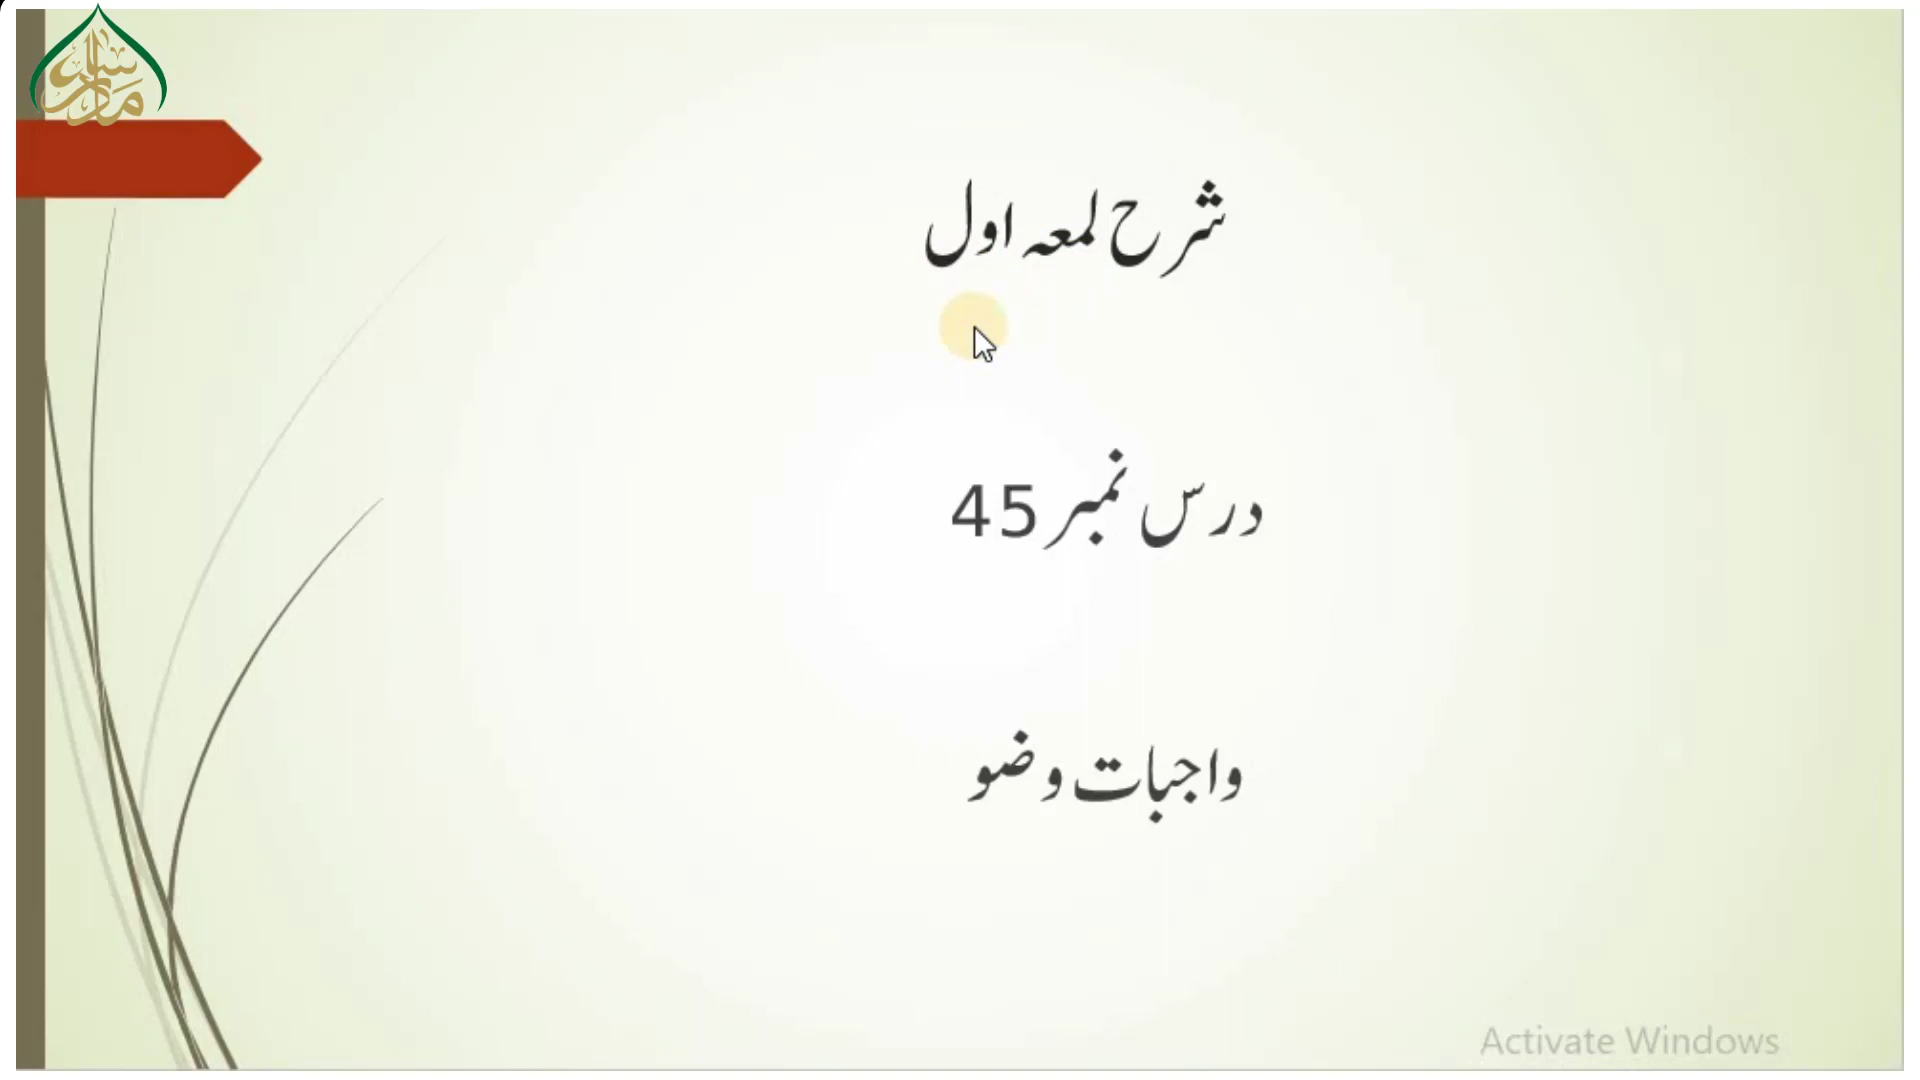 شرح لمعہ اول
درس نمبر 45
واجبات وضو
Activate Windows